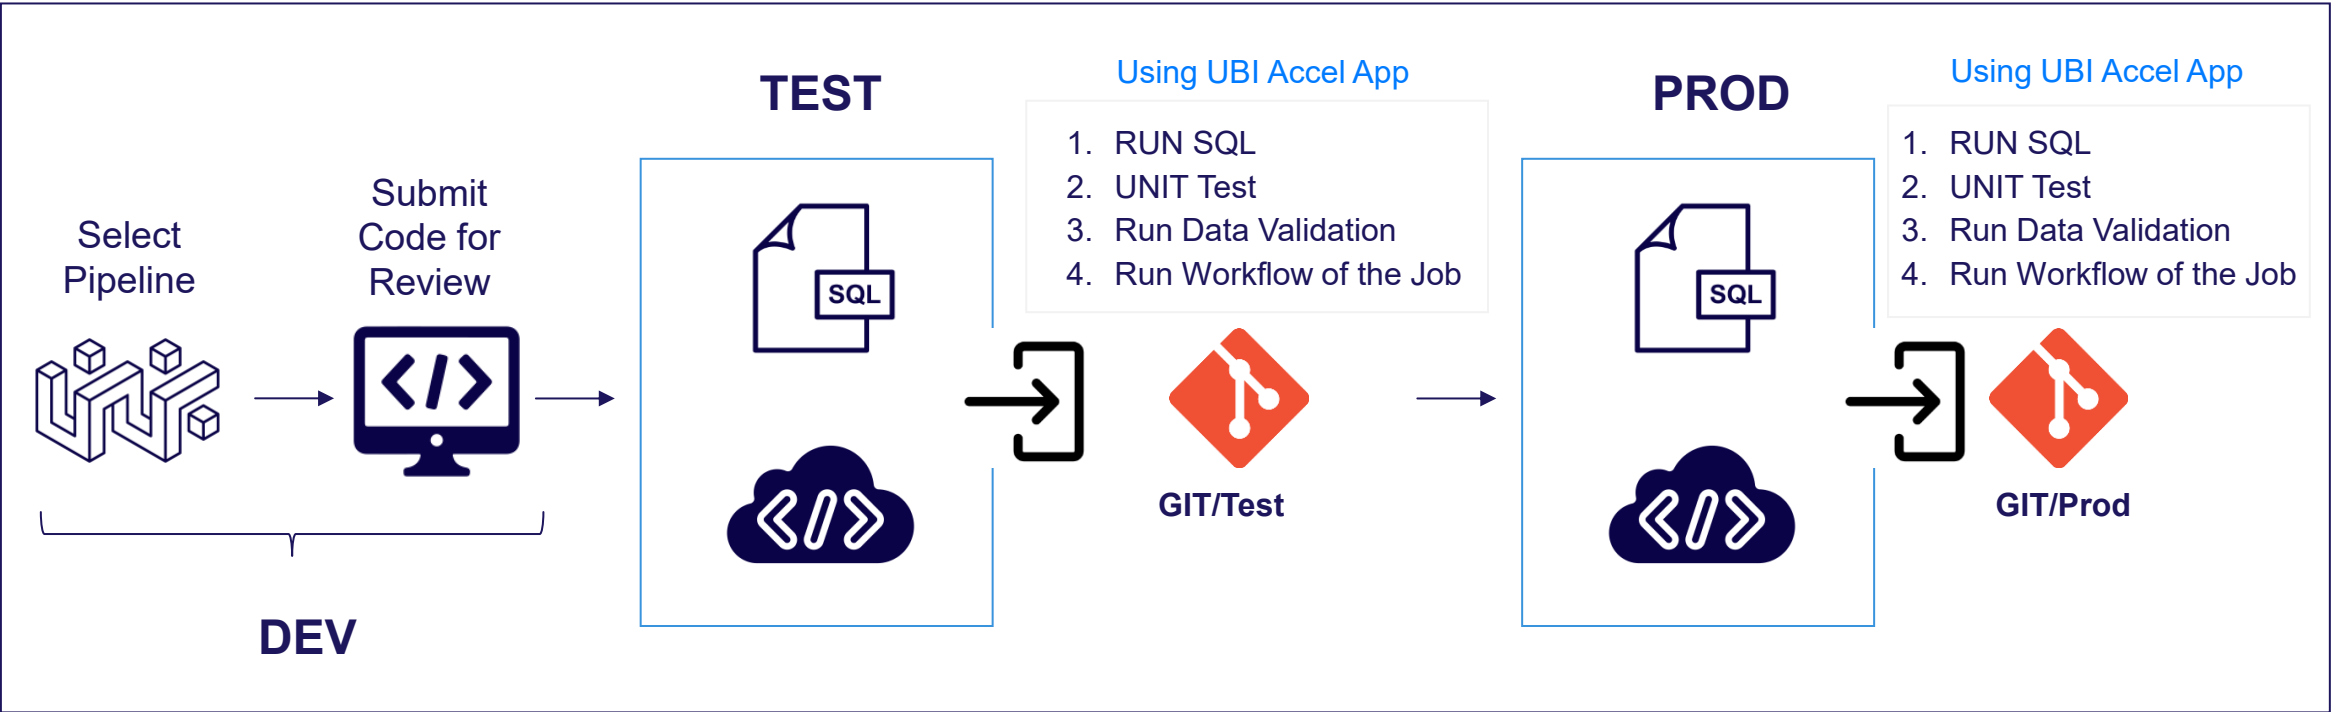 Select
Pipeline
Submit
Code for
Review
DEV
TEST
SQL
Using UBI Accel App
1. RUN SQL
2. UNIT Test
3. Run Data Validation
4. Run Workflow of the Job
GIT/Test
PROD
SQL
Using UBI Accel App
1. RUN SQL
2. UNIT Test
3. Run Data Validation
4. Run Workflow of the Job
GIT/Prod